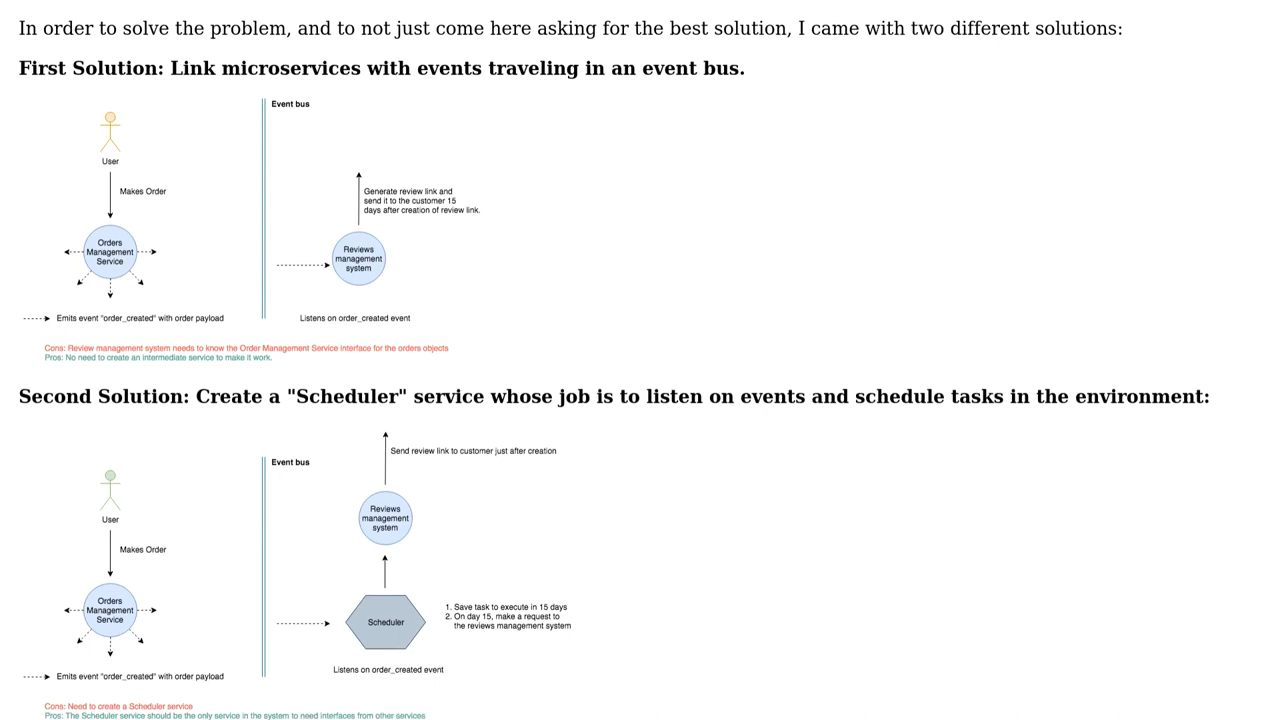 In order to solve the problem, and to not just come here asking for the best solution, I came with two different solutions:
First Solution: Link microservices with events traveling in an event bus.
Event bus
User
Makes Order
Generate review link and
send it to the customer 15
days after creation of review link.
Orders
Management
Service
Reviews
management
system
Emits event "order_created" with order payload
Listens on order_created event
Cons: Review management system needs to know the Order Management Service interface for the orders objects
Pros: No need to create an intermediate service to make it work.
Second Solution: Create a "Scheduler" service whose job is to listen on events and schedule tasks in the environment:
Send review link to customer just after creation
Event bus
User
Reviews
management
system
Makes Order
Orders
Management
Service
Scheduler
1. Save task to execute in 15 days
2. On day 15, make a request to
the reviews management system
Listens on order_created event
Emits event "order_created" with order payload
Cons: Need to create a Scheduler service
Pros: The Scheduler service should be the only service in the system to need interfaces from other services